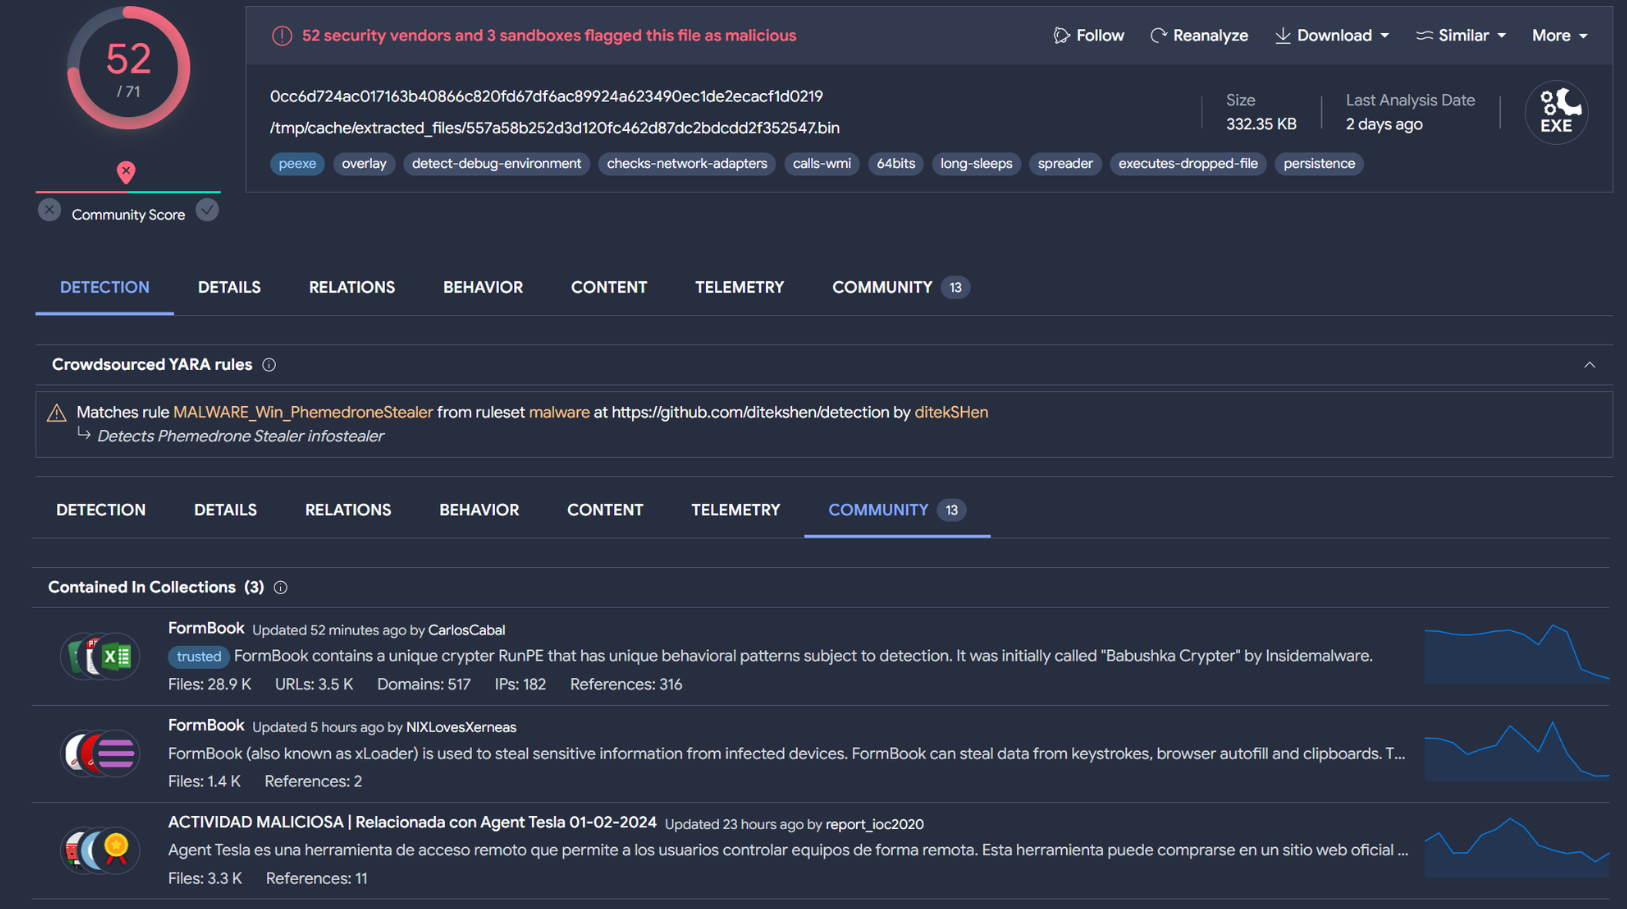 52
/ 71
Community Score
52 security vendors and 3 sandboxes flagged this file as malicious
Follow
Reanalyze
Download
Similar
More
0cc6d724ac017163b40866c820fd67df6ac89924a623490ec1de2ecacf1d0219
/tmp/cache/extracted_files/557a58b252d3d120fc462d87dc2bdcdd2f352547.bin
Size
332.35 KB
Last Analysis Date
2 days ago
EXE
peexe overlay detect-debug-environment checks-network-adapters calls-wmi 64bits long-sleeps spreader executes-dropped-file persistence
DETECTION DETAILS RELATIONS BEHAVIOR CONTENT TELEMETRY COMMUNITY 13
Crowdsourced YARA rules
Matches rule MALWARE_Win_PhemedroneStealer from ruleset malware at https://github.com/ditekshen/detection by ditekSHen
Detects Phemedrone Stealer infostealer
DETECTION DETAILS RELATIONS BEHAVIOR CONTENT TELEMETRY COMMUNITY 13
Contained In Collections (3)
FormBook Updated 52 minutes ago by CarlosCabal
trusted FormBook contains a unique crypter RunPE that has unique behavioral patterns subject to detection. It was initially called "Babushka Crypter" by Insidemalware.
Files: 28.9 K URLs: 3.5 K Domains: 517 IPs: 182 References: 316
FormBook Updated 5 hours ago by NIXLovesXerneas
FormBook (also known as xLoader) is used to steal sensitive information from infected devices. FormBook can steal data from keystrokes, browser autofill and clipboards. T...
Files: 1.4 K References: 2
ACTIVIDAD MALICIOSA | Relacionada con Agent Tesla 01-02-2024 Updated 23 hours ago by report_ioc2020
Agent Tesla es una herramienta de acceso remoto que permite a los usuarios controlar equipos de forma remota. Esta herramienta puede comprarse en un sitio web oficial ...
Files: 3.3 K References: 11